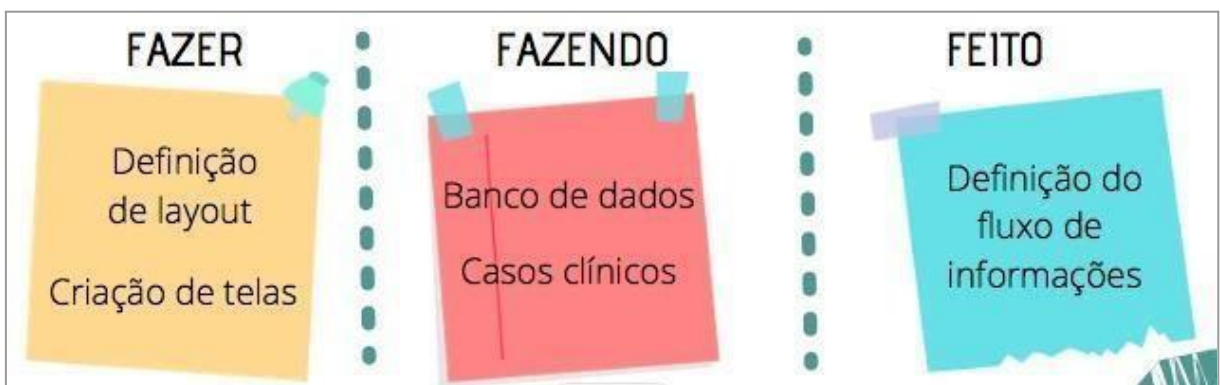 FAZER
Definição
de layout
Criação de telas
FAZENDO
Banco de dados
Casos clínicos
FEITO
Definição do
fluxo de
informações